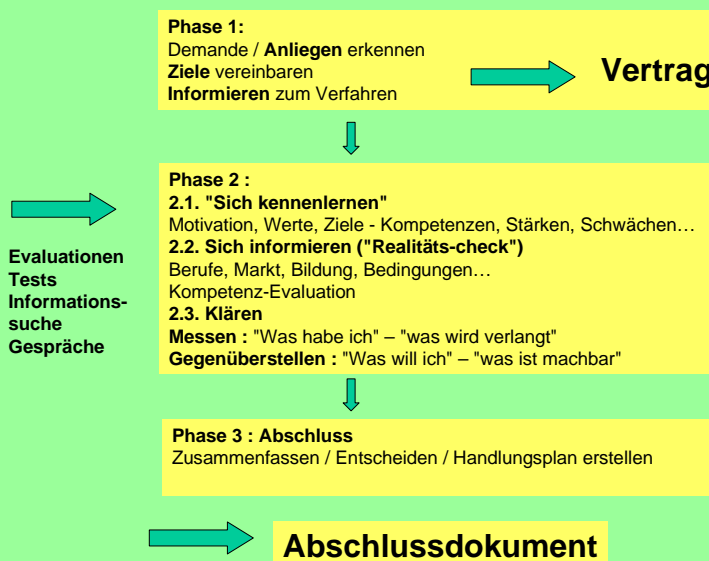 Phase 1:
Demande / Anliegen erkennen
Ziele vereinbaren
Informieren zum Verfahren
Vertrag
Phase 2 :
2.1. "Sich kennenlernen"
Motivation, Werte, Ziele - Kompetenzen, Stärken, Schwächen…
2.2. Sich informieren ("Realitäts-check")
Berufe, Markt, Bildung, Bedingungen…
Kompetenz-Evaluation
2.3. Klären
Messen : "Was habe ich" – "was wird verlangt"
Gegenüberstellen : "Was will ich" – "was ist machbar"
Evaluationen
Tests
Informations-
suche
Gespräche
Phase 3 : Abschluss
Zusammenfassen / Entscheiden / Handlungsplan erstellen
Abschlussdokument